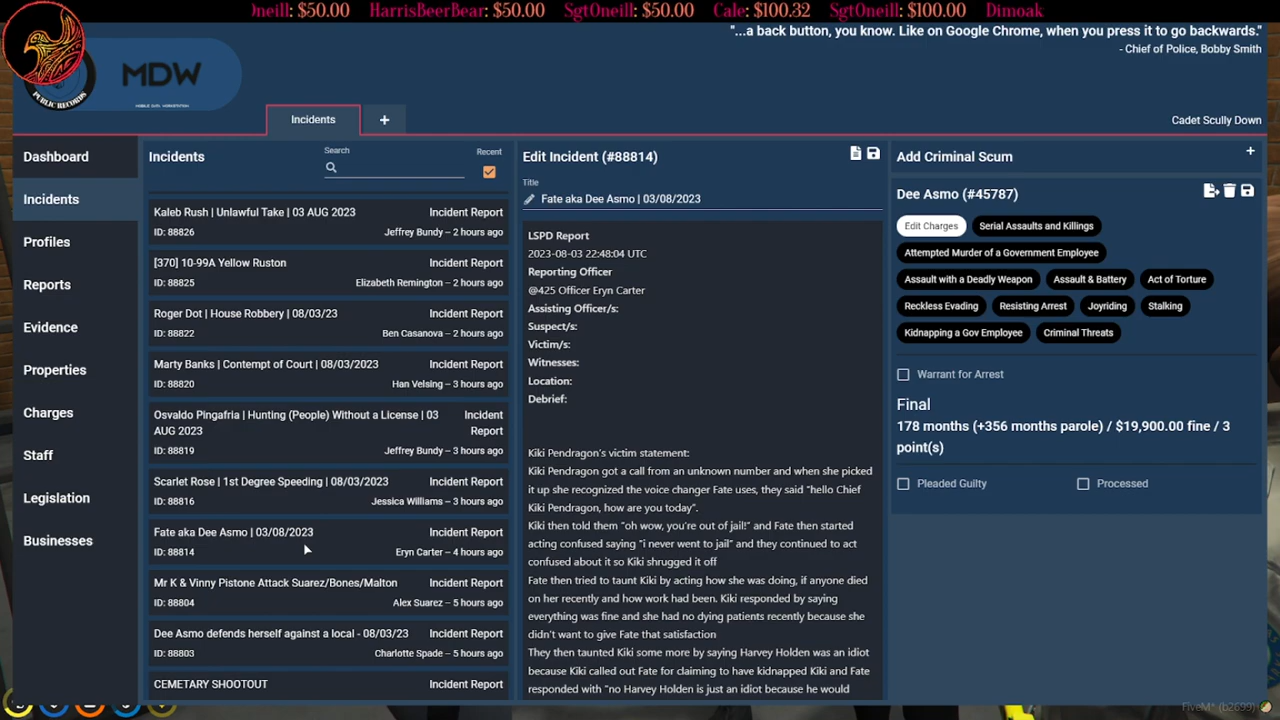 Oneill: $50.00 HarrisBeerBear: $50.00 SgtOneill: $50.00 Cale: $100.32 SgtOneill: $100.00 Dimoak
"...a back button, you know. Like on Google Chrome, when you press it to go backwards."
- Chief of Police, Bobby Smith
PUBLIC RECORDS
MDW
MOBILE DATA WORKSTATION
Incidents
+
Cadet Scully Down
Dashboard
Incidents
Profiles
Reports
Evidence
Properties
Charges
Staff
Legislation
Businesses
Incidents
Search
Recent
Kaleb Rush | Unlawful Take | 03 AUG 2023 Incident Report
ID: 88826 Jeffrey Bundy – 2 hours ago
[370] 10-99A Yellow Ruston Incident Report
ID: 88825 Elizabeth Remington – 2 hours ago
Roger Dot | House Robbery | 08/03/23 Incident Report
ID: 88822 Ben Casanova – 2 hours ago
Marty Banks | Contempt of Court | 08/03/2023 Incident Report
ID: 88820 Han Velsing – 3 hours ago
Osvaldo Pingafria | Hunting (People) Without a License | 03 Incident
AUG 2023 Report
ID: 88819 Jeffrey Bundy – 3 hours ago
Scarlet Rose | 1st Degree Speeding | 08/03/2023 Incident Report
ID: 88816 Jessica Williams – 3 hours ago
Fate aka Dee Asmo | 03/08/2023 Incident Report
ID: 88814 Eryn Carter – 4 hours ago
Mr K & Vinny Pistone Attack Suarez/Bones/Malton Incident Report
ID: 88804 Alex Suarez – 5 hours ago
Dee Asmo defends herself against a local - 08/03/23 Incident Report
ID: 88803 Charlotte Spade – 5 hours ago
CEMETARY SHOOTOUT Incident Report
Edit Incident (#88814)
Title
Fate aka Dee Asmo | 03/08/2023
LSPD Report
2023-08-03 22:48:04 UTC
Reporting Officer
@425 Officer Eryn Carter
Assisting Officer/s:
Suspect/s:
Victim/s:
Witnesses:
Location:
Debrief:
Kiki Pendragon's victim statement:
Kiki Pendragon got a call from an unknown number and when she picked
it up she recognized the voice changer Fate uses, they said "hello Chief
Kiki Pendragon, how are you today".
Kiki then told them "oh wow, you're out of jail!" and Fate then started
acting confused saying "i never went to jail" and they continued to act
confused about it so Kiki shrugged it off
Fate then tried to taunt Kiki by acting how she was doing, if anyone died
on her recently and how work had been. Kiki responded by saying
everything was fine and she had no dying patients recently because she
didn't want to give Fate that satisfaction
They then taunted Kiki some more by saying Harvey Holden was an idiot
because Kiki called out Fate for claiming to have kidnapped Kiki and Fate
responded with "no Harvey Holden is just an idiot because he would
Add Criminal Scum +
Dee Asmo (#45787)
Edit Charges Serial Assaults and Killings
Attempted Murder of a Government Employee
Assault with a Deadly Weapon Assault & Battery Act of Torture
Reckless Evading Resisting Arrest Joyriding Stalking
Kidnapping a Gov Employee Criminal Threats
Warrant for Arrest
Final
178 months (+356 months parole) / $19,900.00 fine / 3
point(s)
Pleaded Guilty Processed
FiveM* (b2699)